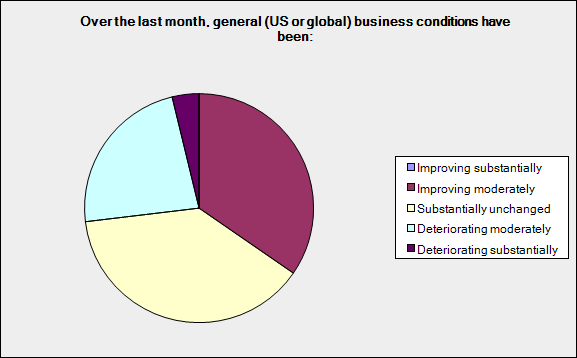 Over the last month, general (US or global) business conditions have
been:
Improving substantially
Improving moderately
Substantially unchanged
Deteriorating moderately
Deteriorating substantially